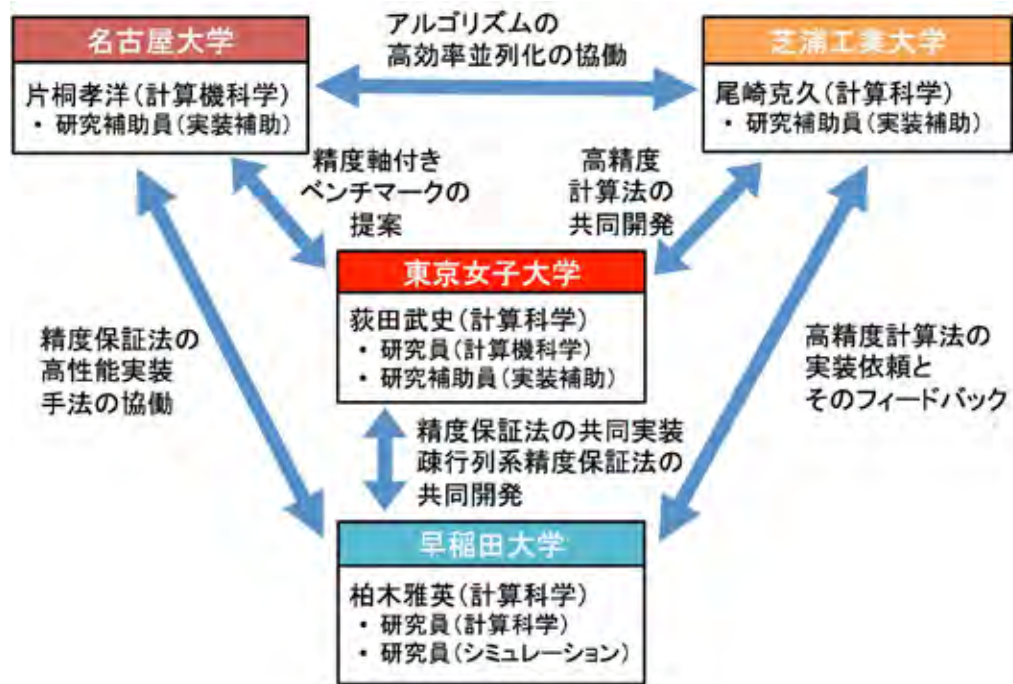 名古屋大学
片桐孝洋(計算機科学)
・ 研究補助員(実装補助)
アルゴリズムの
高効率並列化の協働
芝浦工業大学
尾崎克久(計算科学)
・ 研究補助員(実装補助)
精度軸付き
ベンチマークの
提案
高精度
計算法の
共同開発
東京女子大学
荻田武史(計算科学)
・ 研究員(計算機科学)
・ 研究補助員(実装補助)
精度保証法の
高性能実装
手法の協働
高精度計算法の
実装依頼と
そのフィードバック
精度保証法の共同実装
疎行列系精度保証法の
共同開発
早稲田大学
柏木雅英(計算科学)
・ 研究員(計算科学)
・ 研究員(シミュレーション)